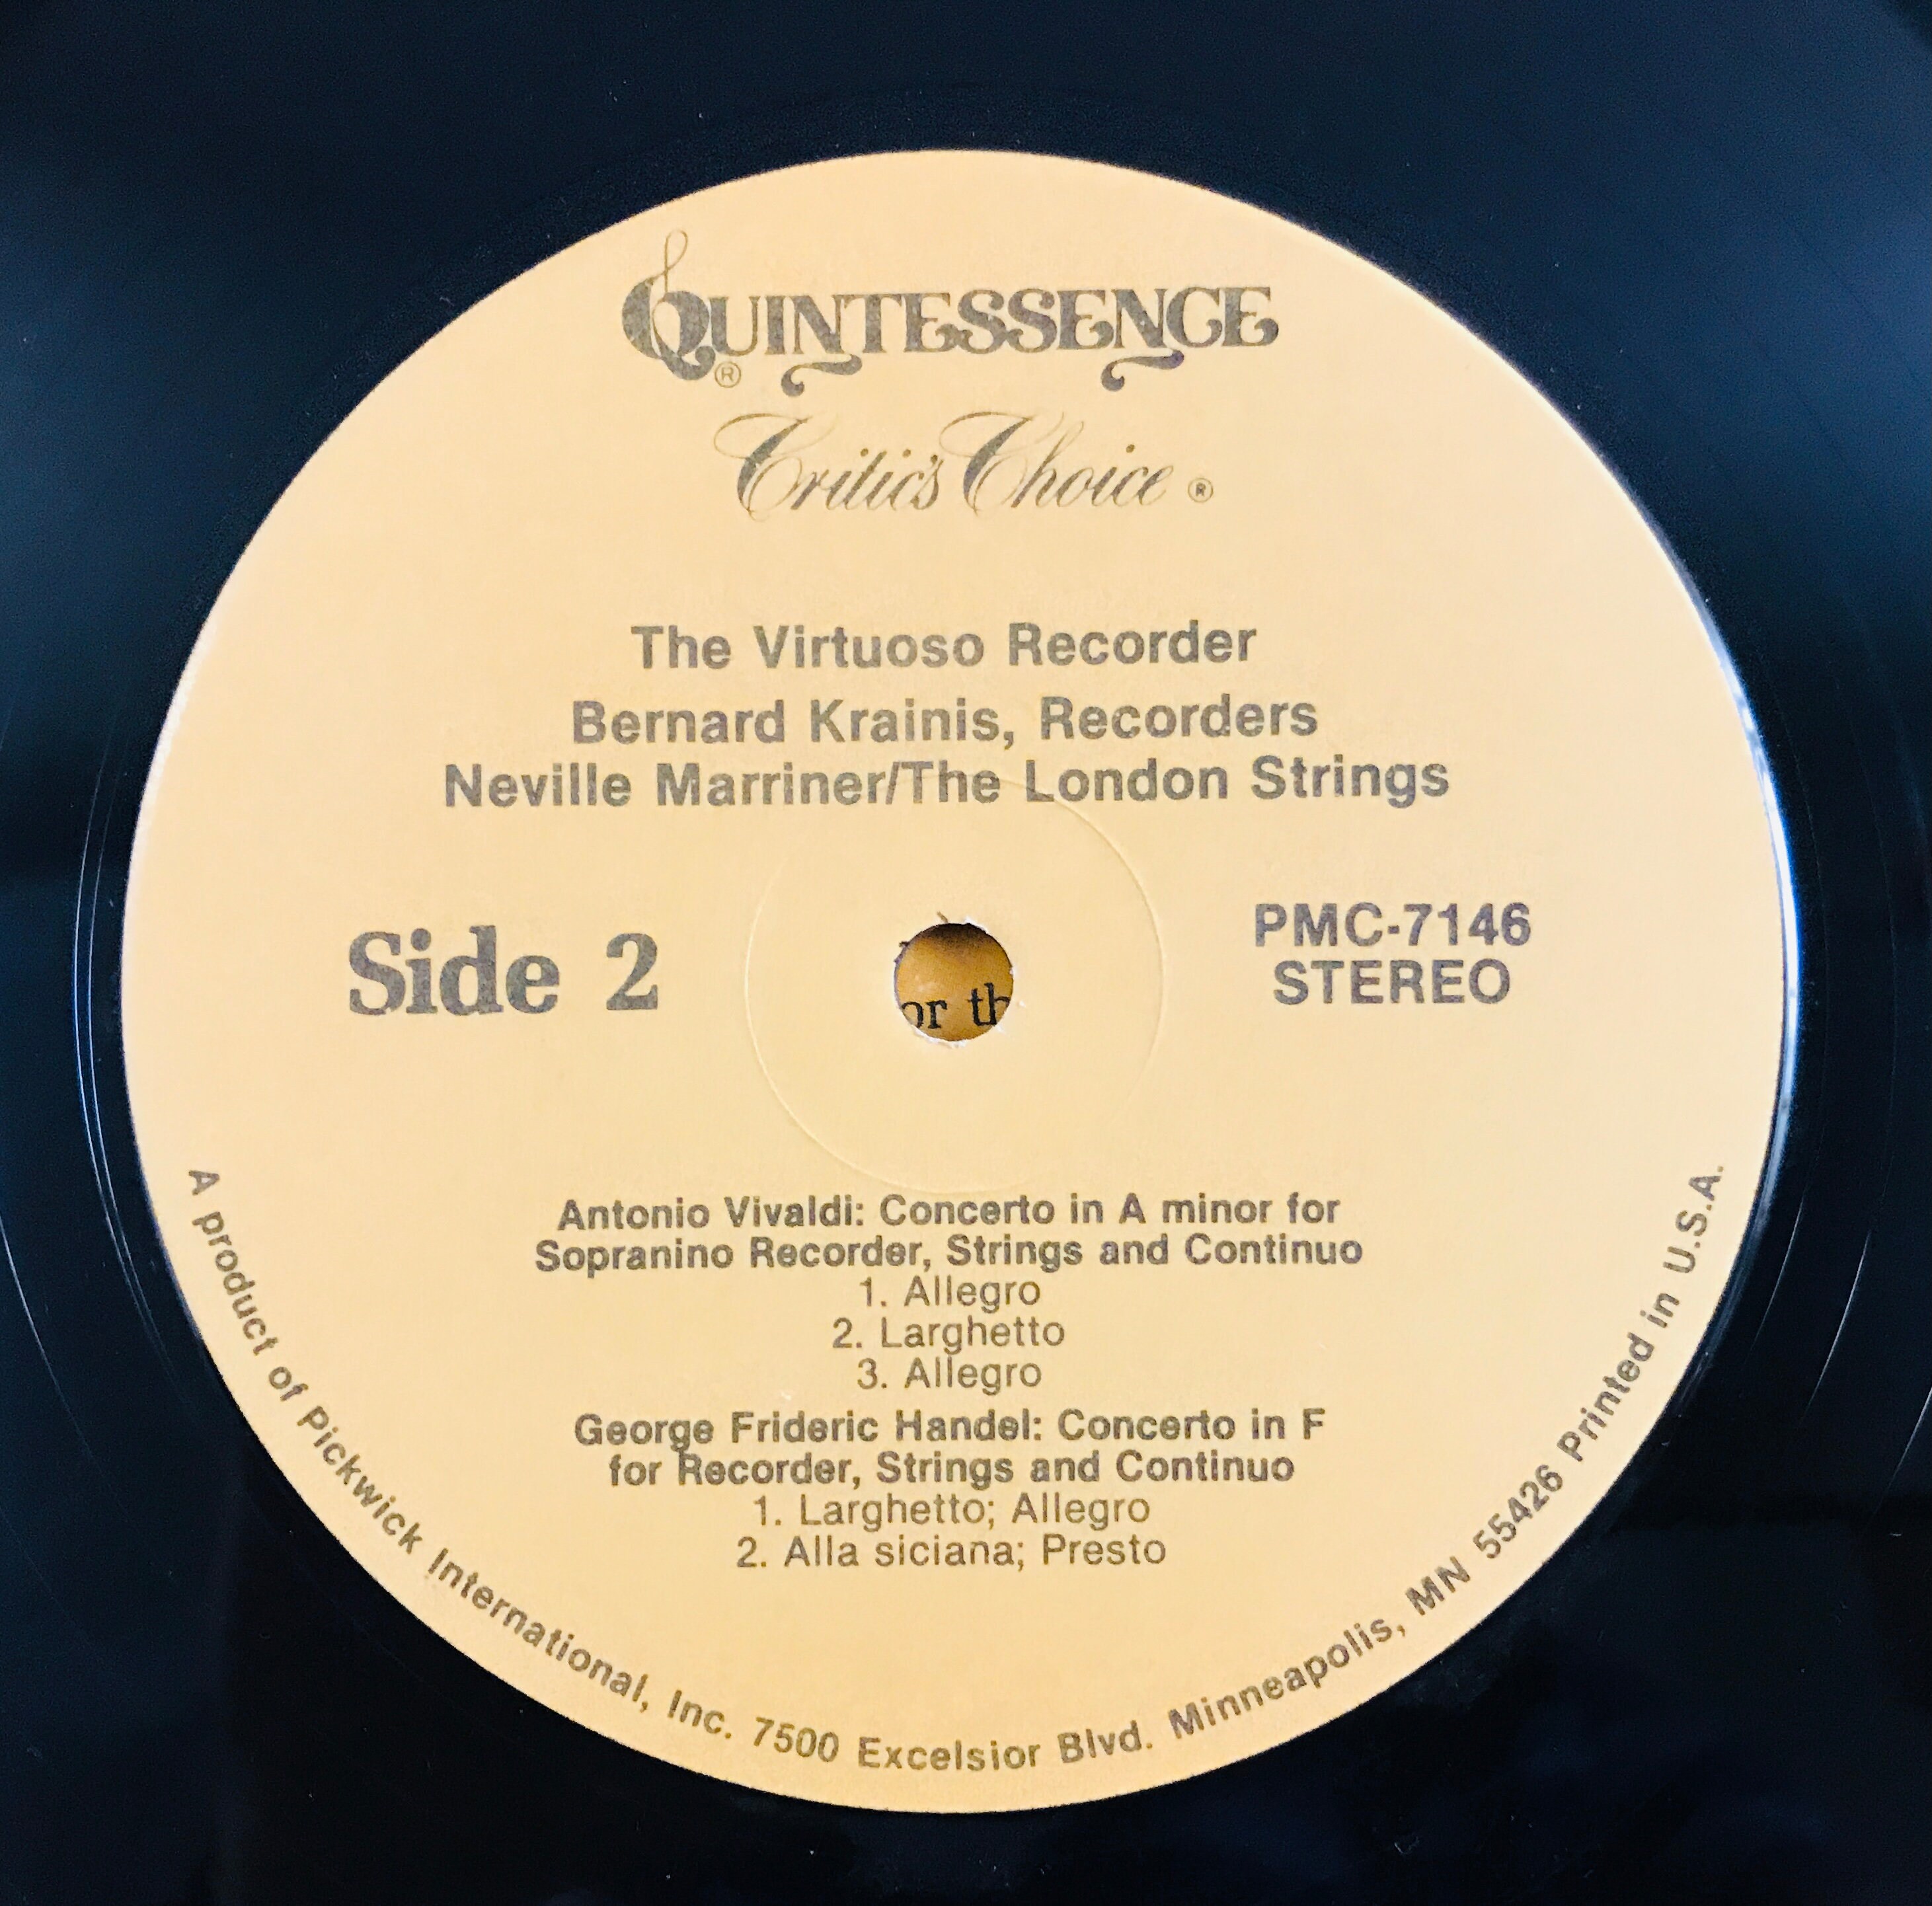 QUINTESSENCE
®
Critic's Choice ®
The Virtuoso Recorder
Bernard Krainis, Recorders
Neville Marriner/The London Strings
Side 2
PMC-7146
STEREO
or th
Antonio Vivaldi: Concerto in A minor for
Sopranino Recorder, Strings and Continuo
1. Allegro
2. Larghetto
3. Allegro
George Frideric Handel: Concerto in F
for Recorder, Strings and Continuo
1. Larghetto; Allegro
2. Alla siciana; Presto
A product of Pickwick International, Inc. 7500 Excelsior Blvd. Minneapolis, MN 55426 Printed in U.S.A.